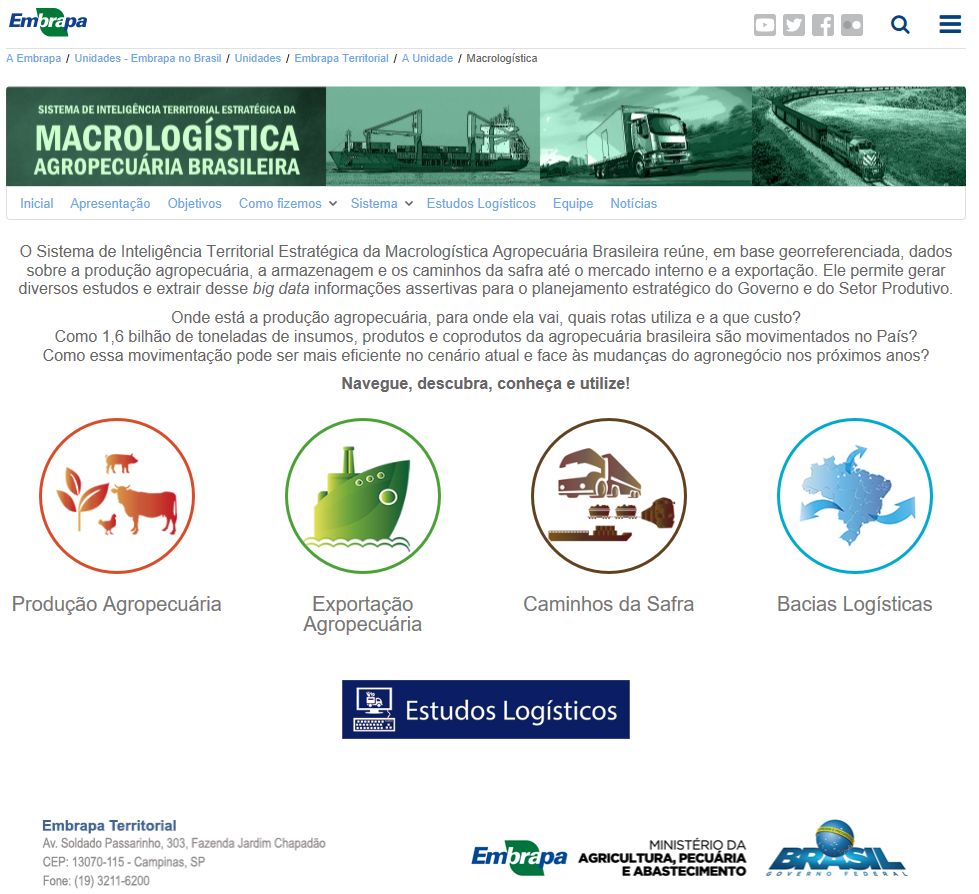 Embrapa
A Embrapa / Unidades - Embrapa no Brasil / Unidades / Embrapa Territorial / A Unidade / Macrologística
SISTEMA DE INTELIGÊNCIA TERRITORIAL ESTRATÉGICA DA
MACROLOGÍSTICA
AGROPECUÁRIA BRASILEIRA
Inicial Apresentação Objetivos Como fizemos Sistema Estudos Logísticos Equipe Notícias
O Sistema de Inteligência Territorial Estratégica da Macrologística Agropecuária Brasileira reúne, em base georreferenciada, dados
sobre a produção agropecuária, a armazenagem e os caminhos da safra até o mercado interno e a exportação. Ele permite gerar
diversos estudos e extrair desse big data informações assertivas para o planejamento estratégico do Governo e do Setor Produtivo.
Onde está a produção agropecuária, para onde ela vai, quais rotas utiliza e a que custo?
Como 1,6 bilhão de toneladas de insumos, produtos e coprodutos da agropecuária brasileira são movimentados no País?
Como essa movimentação pode ser mais eficiente no cenário atual e face às mudanças do agronegócio nos próximos anos?
Navegue, descubra, conheça e utilize!
Produção Agropecuária
Exportação
Agropecuária
Caminhos da Safra
Bacias Logísticas
Estudos Logísticos
Embrapa Territorial
Av. Soldado Passarinho, 303, Fazenda Jardim Chapadão
CEP: 13070-115 - Campinas, SP
Fone: (19) 3211-6200
Embrapa
MINISTÉRIO DA
AGRICULTURA, PECUÁRIA
E ABASTECIMENTO
BRASIL
GOVERNO FEDERAL